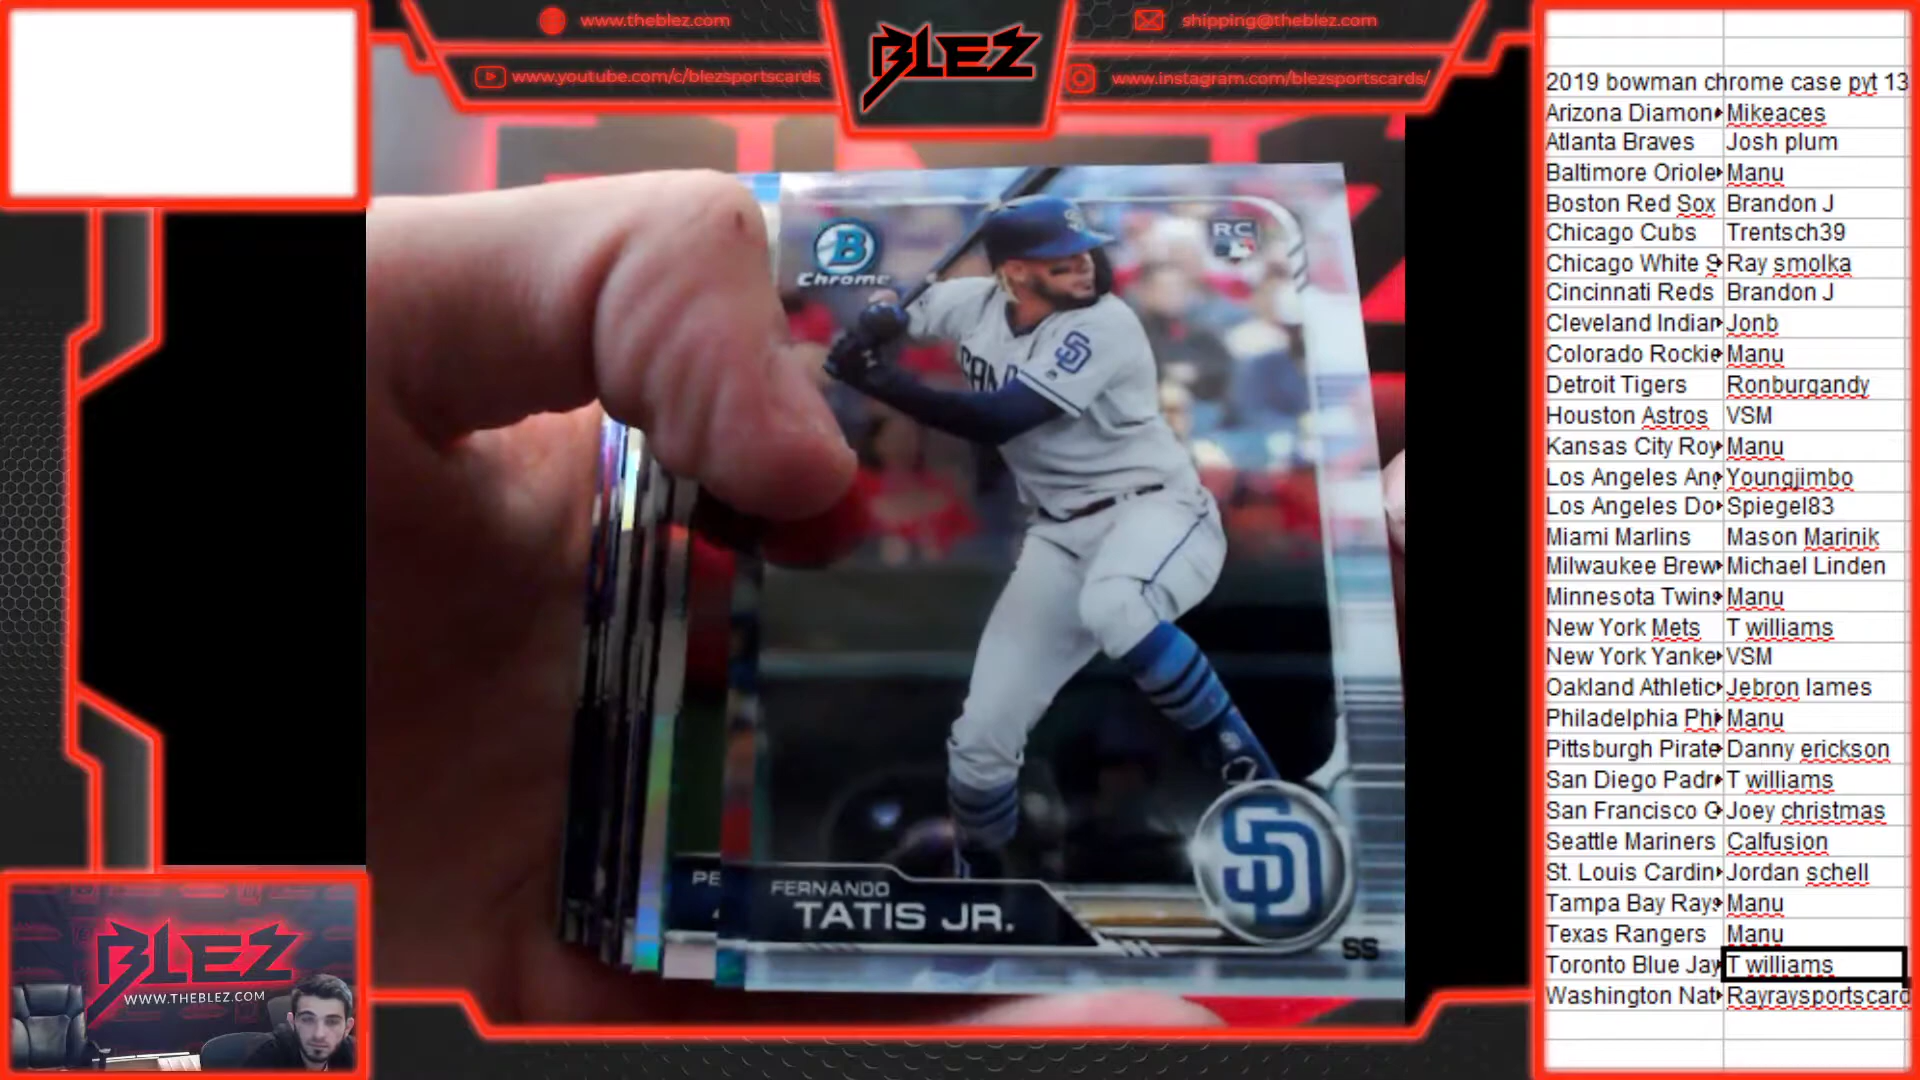 www.theblez.com
www.youtube.com/c/blezsportscards
BLEZ
shipping@theblez.com
www.instagram.com/blezsportscards/
B
Chrome
RC
SD
SAN
PE
FERNANDO
TATIS JR.
SD
SS
BLEZ
WWW.THEBLEZ.COM
2019 bowman chrome case pyt 13
Arizona Diamon Mikeaces
Atlanta Braves Josh plum
Baltimore Oriole Manu
Boston Red Sox Brandon J
Chicago Cubs Trentsch39
Chicago White S Ray smolka
Cincinnati Reds Brandon J
Cleveland Indian Jonb
Colorado Rockie Manu
Detroit Tigers Ronburgandy
Houston Astros VSM
Kansas City Roy Manu
Los Angeles Ang Youngjimbo
Los Angeles Do Spiegel83
Miami Marlins Mason Marinik
Milwaukee Brew Michael Linden
Minnesota Twins Manu
New York Mets T williams
New York Yanke VSM
Oakland Athletic Jebron lames
Philadelphia Phi Manu
Pittsburgh Pirate Danny erickson
San Diego Padr T williams
San Francisco G Joey christmas
Seattle Mariners Calfusion
St. Louis Cardin Jordan schell
Tampa Bay Rays Manu
Texas Rangers Manu
Toronto Blue Jay T williams
Washington Nat Rayraysportscard